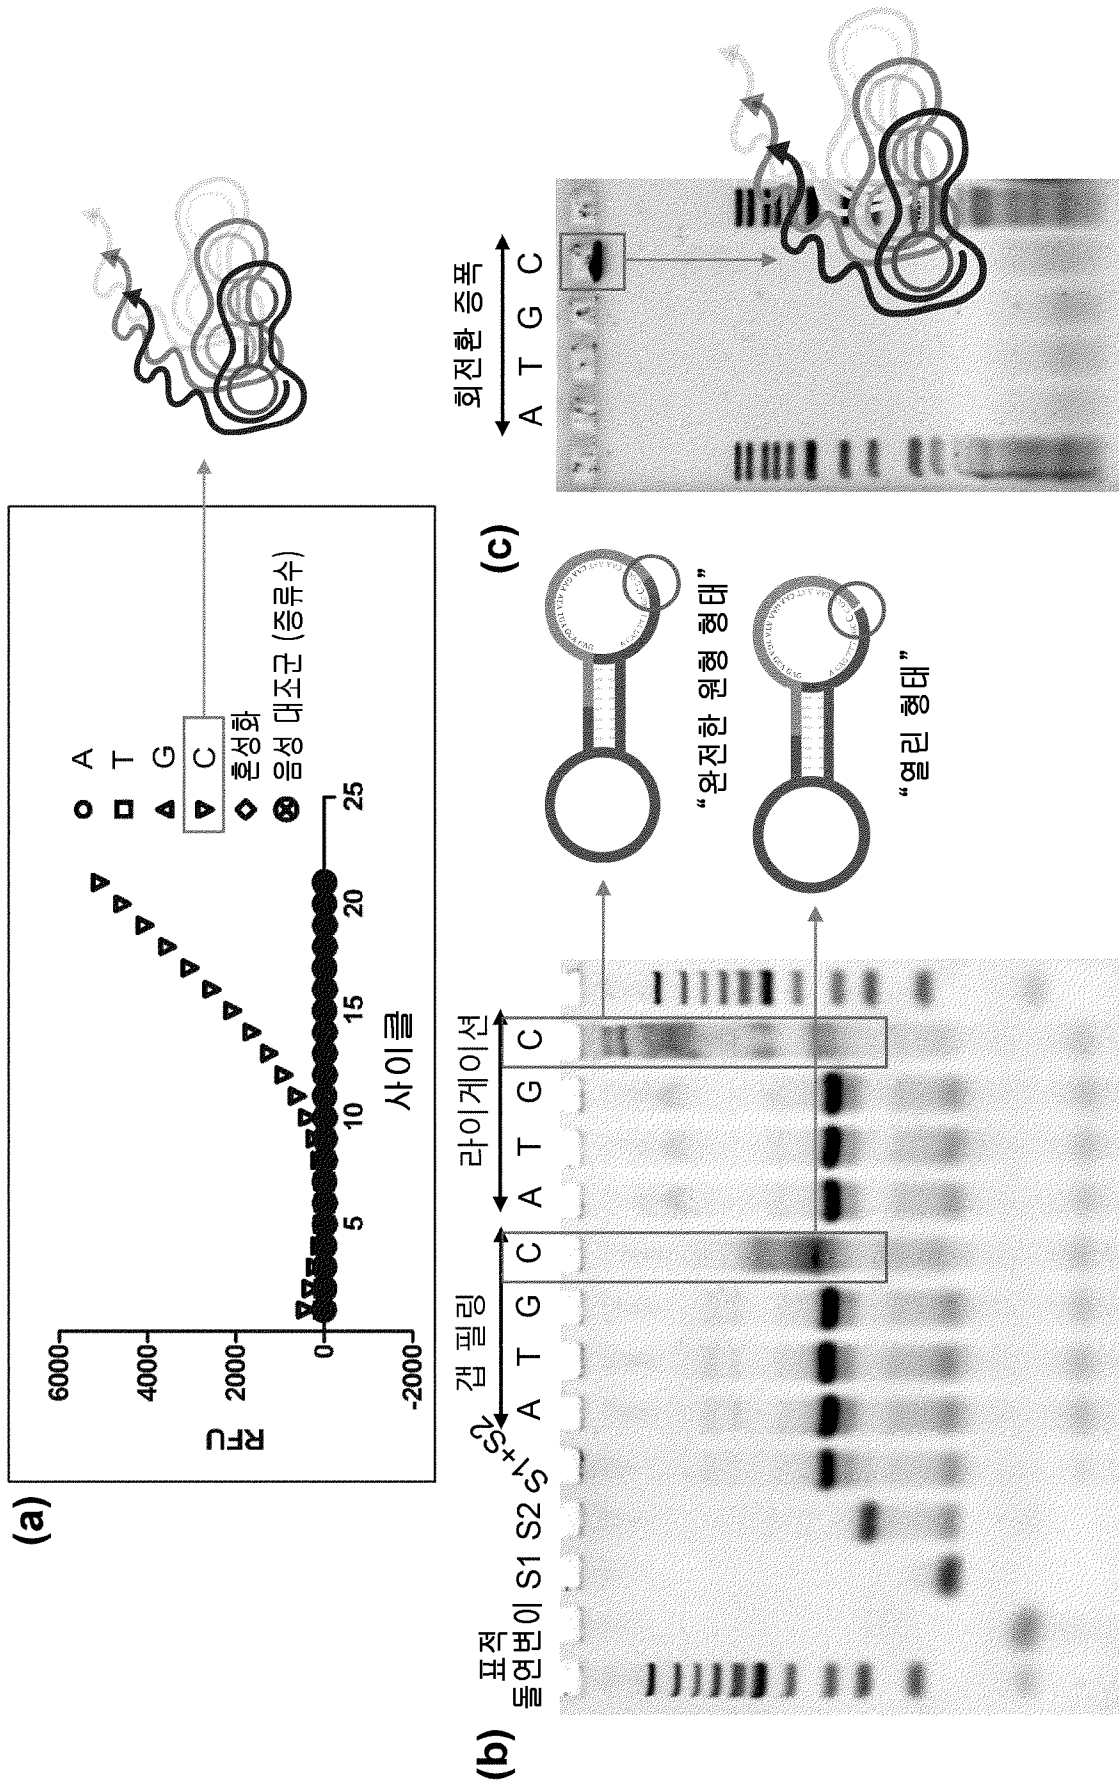 (a)
RFU
6000
4000
2000
0
-2000
5
10
15
20
25
사이클
A
T
G
C
혼성화
음성 대조군 (증류수)
(b)
표적
돌연변이
S1
S2
S1+S2
갭 필링
A T G C
라이게이션
A T G C
“완전한 원형 형태”
“열린 형태”
(c)
회전환 증폭
A T G C